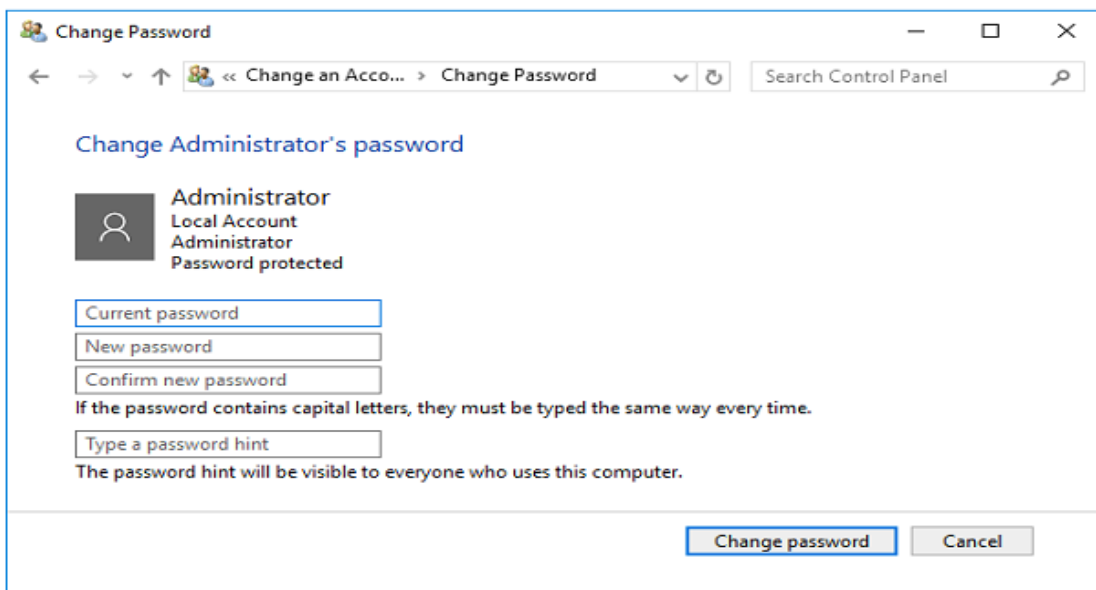 Change Password
« Change an Acco... › Change Password
Search Control Panel
Change Administrator's password
Administrator
Local Account
Administrator
Password protected
Current password
New password
Confirm new password
If the password contains capital letters, they must be typed the same way every time.
Type a password hint
The password hint will be visible to everyone who uses this computer.
Change password
Cancel